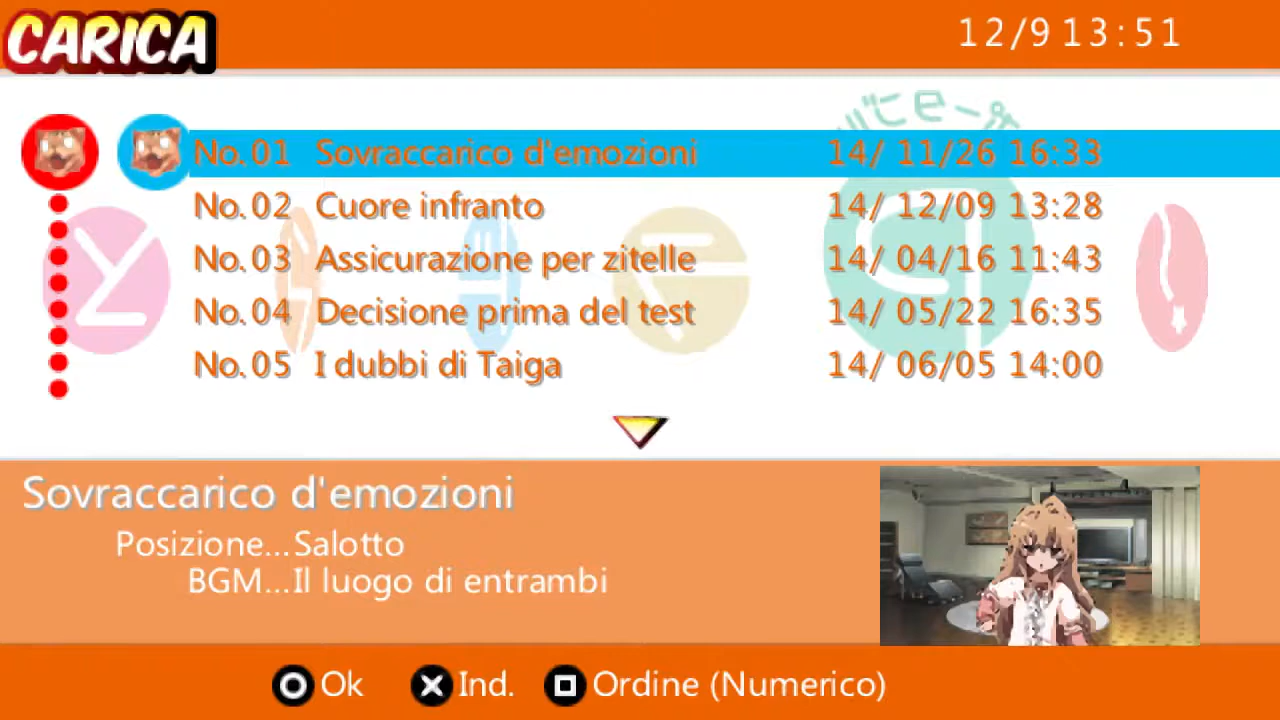 CARICA
12/9 13:51
No.01 Sovraccarico d'emozioni 14/ 11/26 16:33
No.02 Cuore infranto 14/ 12/09 13:28
No.03 Assicurazione per zitelle 14/ 04/16 11:43
No.04 Decisione prima del test 14/ 05/22 16:35
No.05 I dubbi di Taiga 14/ 06/05 14:00
Sovraccarico d'emozioni
Posizione...Salotto
BGM...Il luogo di entrambi
Ok Ind. Ordine (Numerico)